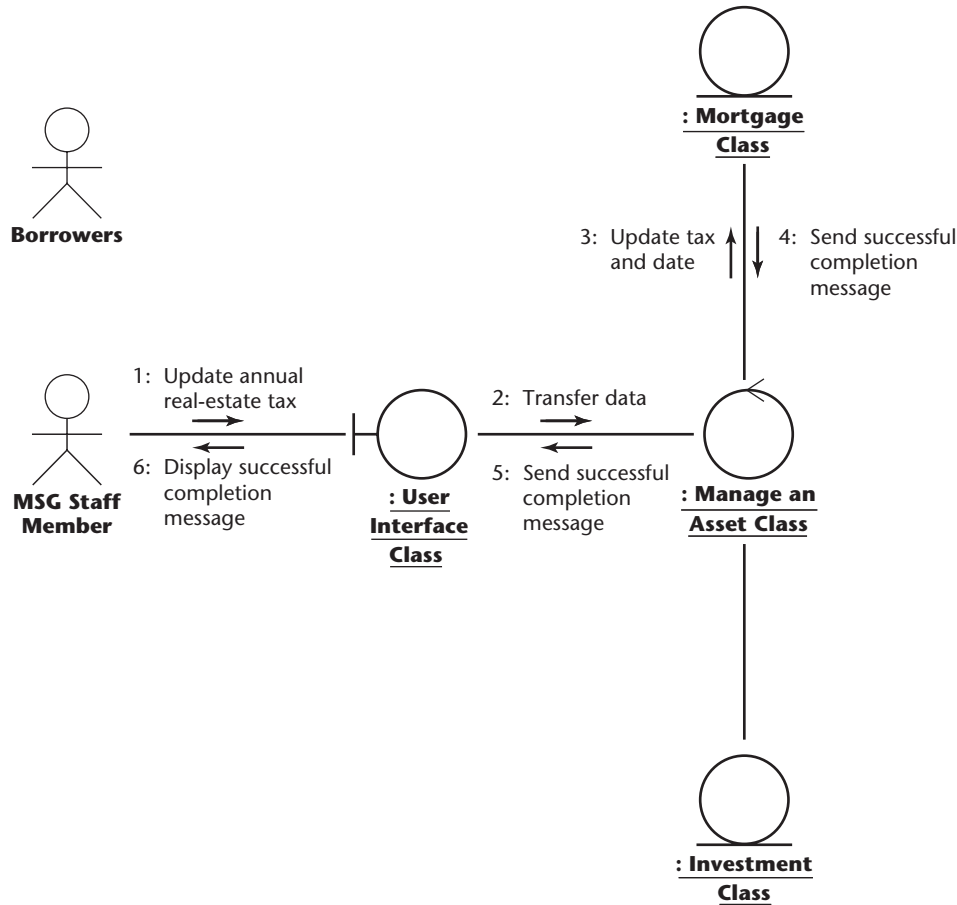 : Mortgage
Class
Borrowers
3: Update tax
and date
4: Send successful
completion
message
1: Update annual
real-estate tax
2: Transfer data
6: Display successful
completion
message
5: Send successful
completion
message
MSG Staff
Member
: User
Interface
Class
: Manage an
Asset Class
: Investment
Class